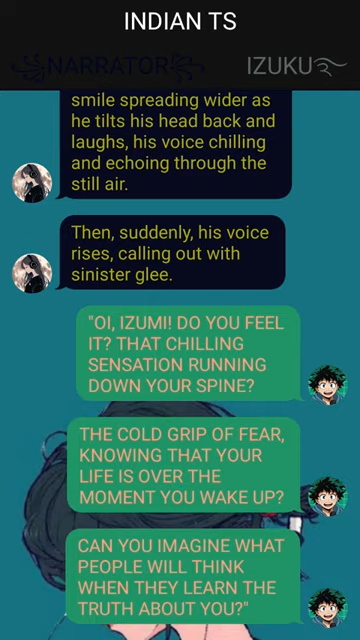 INDIAN TS
NARRATOR
IZUKU
smile spreading wider as
he tilts his head back and
laughs, his voice chilling
and echoing through the
still air.
Then, suddenly, his voice
rises, calling out with
sinister glee.
"OI, IZUMI! DO YOU FEEL
IT? THAT CHILLING
SENSATION RUNNING
DOWN YOUR SPINE?
THE COLD GRIP OF FEAR,
KNOWING THAT YOUR
LIFE IS OVER THE
MOMENT YOU WAKE UP?
CAN YOU IMAGINE WHAT
PEOPLE WILL THINK
WHEN THEY LEARN THE
TRUTH ABOUT YOU?"